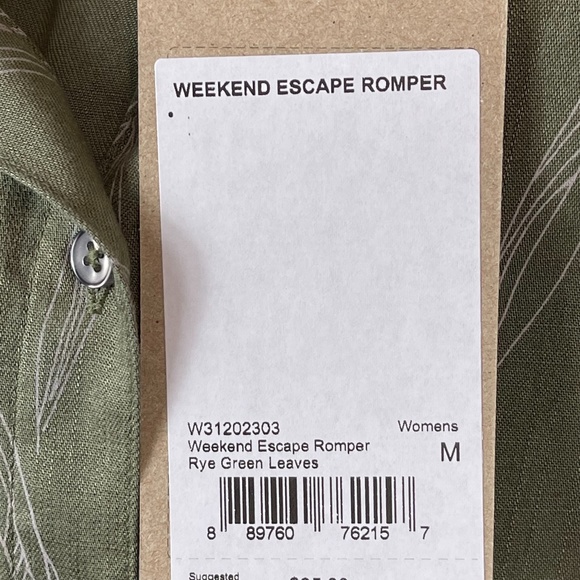 WEEKEND ESCAPE ROMPER
W31202303 Womens
Weekend Escape Romper M
Rye Green Leaves
8 89760 76215 7
Suggested